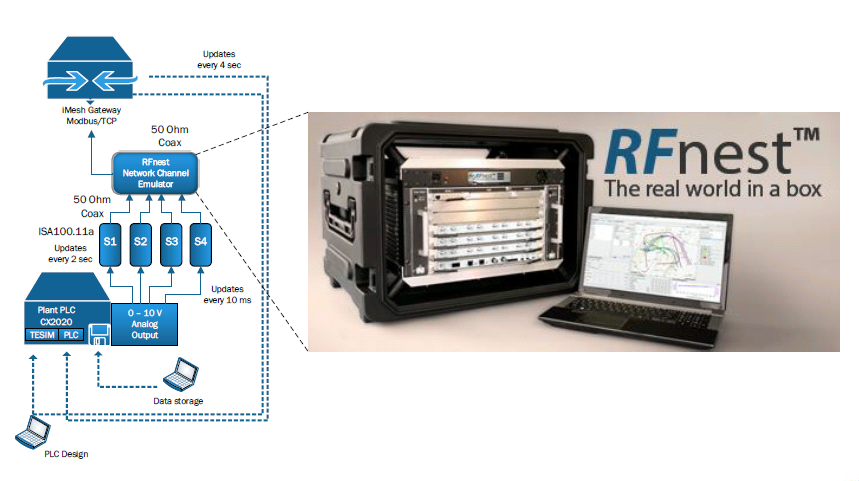 Updates
every 4 sec
iMesh Gateway
Modbus/TCP
50 Ohm
Coax
RFnest
Network Channel
Emulator
50 Ohm
Coax
ISA100.11a
S1
S2
S3
S4
Updates
every 2 sec
Updates
every 10 ms
Plant PLC
CX2020
TESIM
PLC
0 – 10 V
Analog
Output
Data storage
PLC Design
RFnest™
The real world in a box